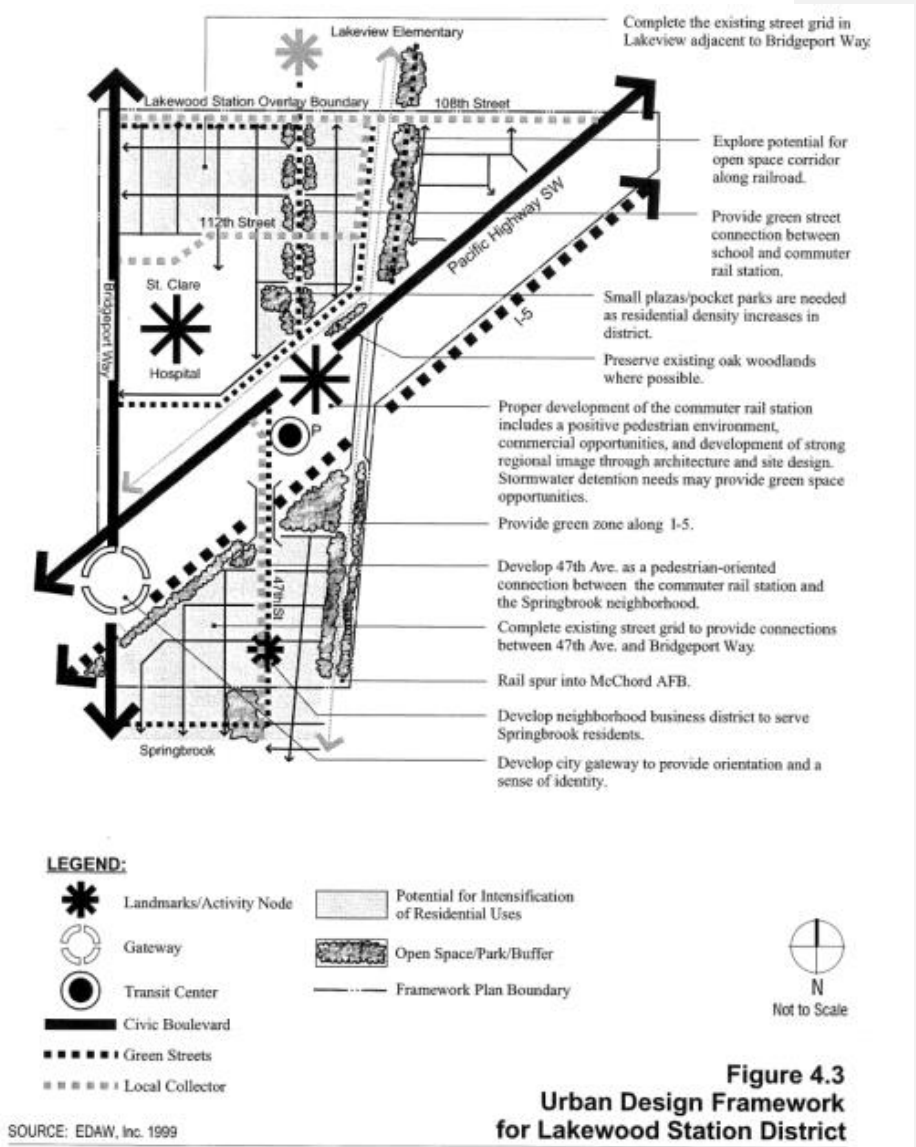 Complete the existing street grid in
Lakeview adjacent to Bridgeport Way.
Lakeview Elementary
Lakewood Station Overlay Boundary
108th Street
Explore potential for
open space corridor
along railroad.
Pacific Highway SW
Provide green street
connection between
school and commuter
rail station.
112th Street
St. Clare
Hospital
Bridgeport Way
I-5
Small plazas/pocket parks are needed
as residential density increases in
district.
Preserve existing oak woodlands
where possible.
Proper development of the commuter rail station
includes a positive pedestrian environment,
commercial opportunities, and development of strong
regional image through architecture and site design.
Stormwater detention needs may provide green space
opportunities.
P
Provide green zone along I-5.
Develop 47th Ave. as a pedestrian-oriented
connection between the commuter rail station and
the Springbrook neighborhood.
47th St
Complete existing street grid to provide connections
between 47th Ave. and Bridgeport Way.
Rail spur into McChord AFB.
Develop neighborhood business district to serve
Springbrook residents.
Springbrook
Develop city gateway to provide orientation and a
sense of identity.
LEGEND:
Landmarks/Activity Node
Gateway
Transit Center
Civic Boulevard
Green Streets
Local Collector
Potential for Intensification
of Residential Uses
Open Space/Park/Buffer
Framework Plan Boundary
N
Not to Scale
Figure 4.3
Urban Design Framework
for Lakewood Station District
SOURCE: EDAW, Inc. 1999